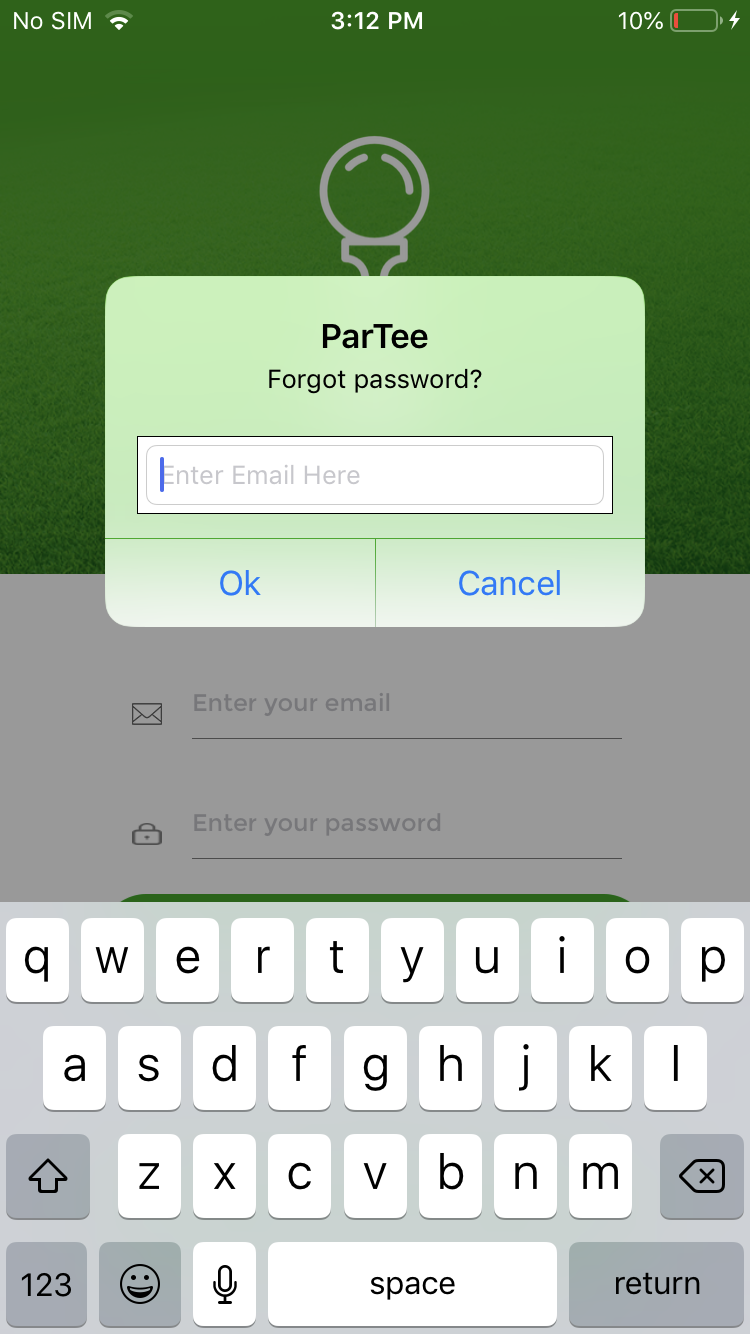 No SIM 3:12 PM 10%
ParTee
Forgot password?
Enter Email Here
Ok Cancel
Enter your email
Enter your password
q w e r t y u i o p
a s d f g h j k l
z x c v b n m
123 space return